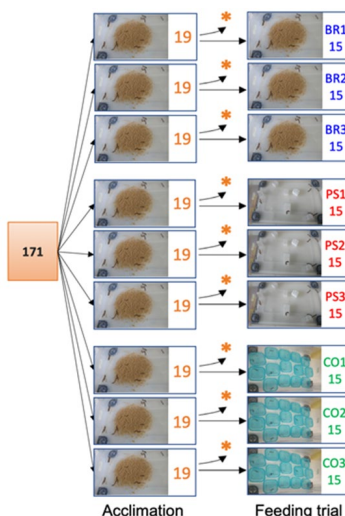 19 * BR1
15
19 * BR2
15
19 * BR3
15
19 * PS1
15
171
19 * PS2
15
19 * PS3
15
19 * CO1
15
19 * CO2
15
19 * CO3
15
Acclimation Feeding trial